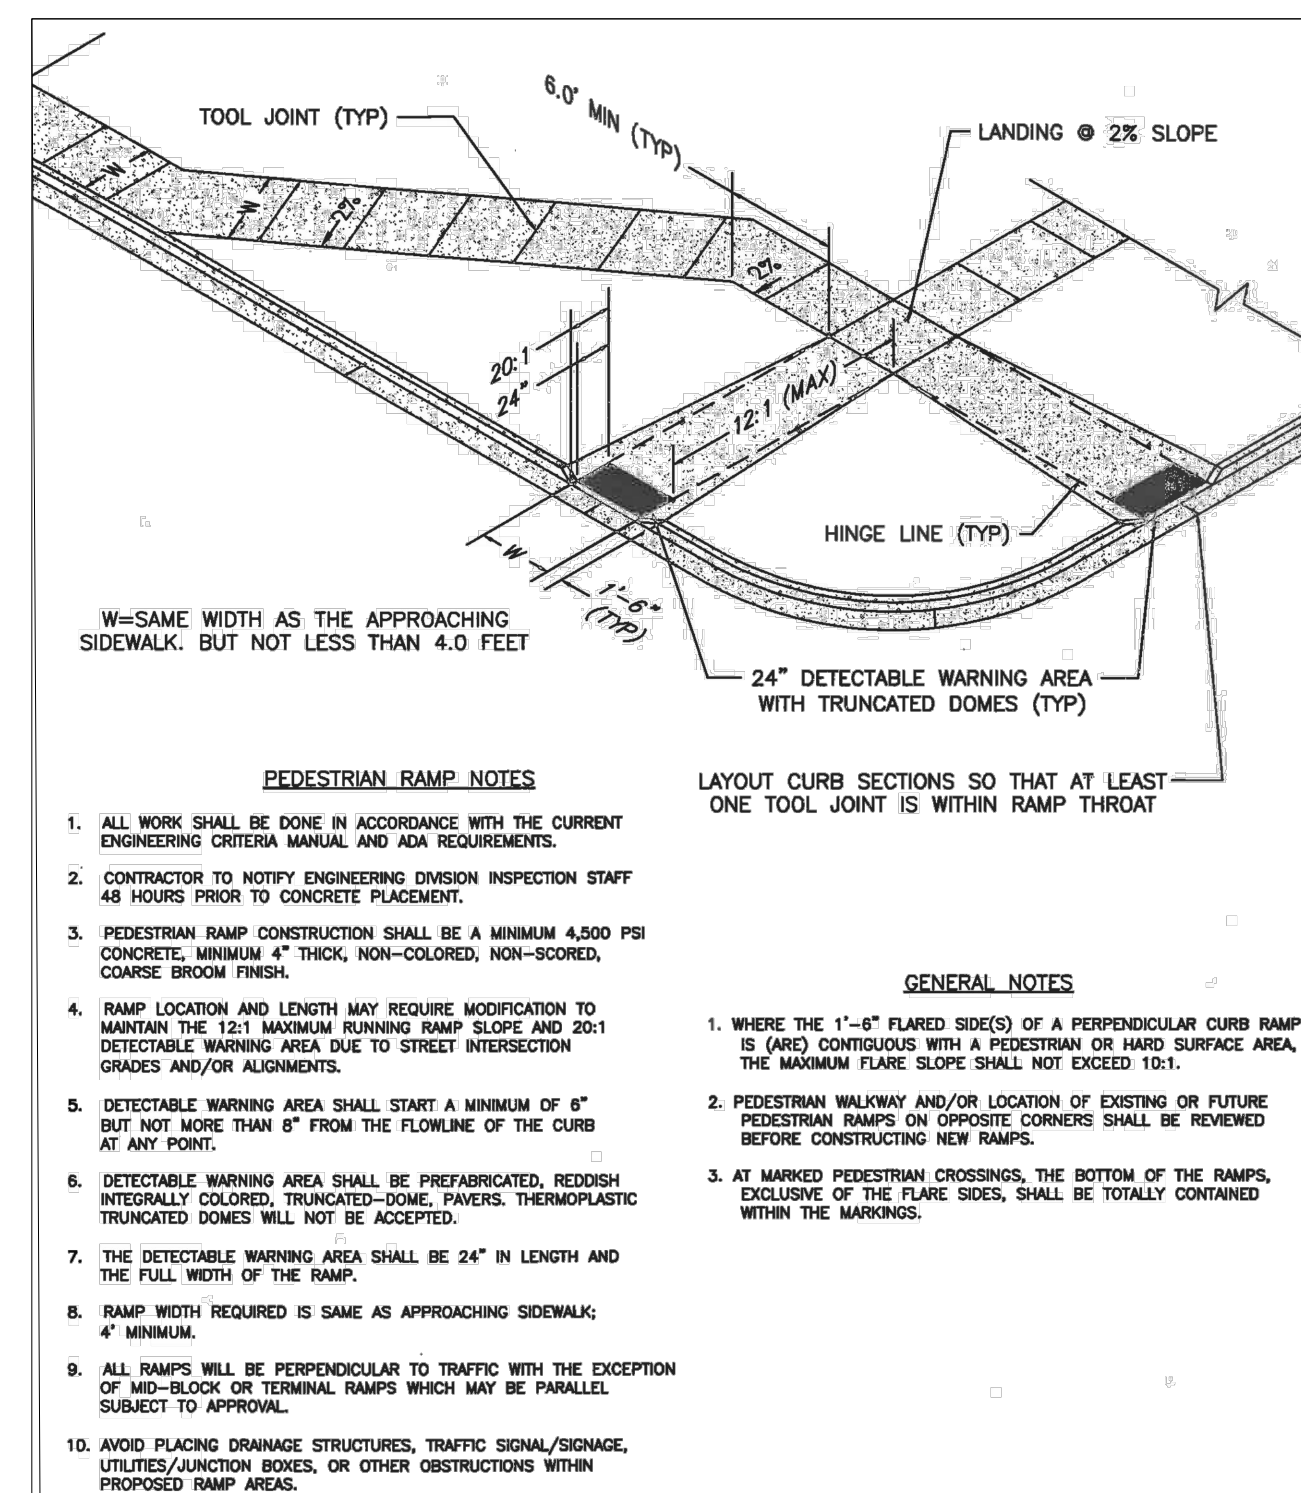 TOOL JOINT (TYP)
6.0' MIN (TYP)
LANDING @ 2% SLOPE
W
W
2%
2%
20:1
24"
12:1 (MAX)
HINGE LINE (TYP)
W
1'-6"
(TYP)
W=SAME WIDTH AS THE APPROACHING
SIDEWALK. BUT NOT LESS THAN 4.0 FEET
24" DETECTABLE WARNING AREA
WITH TRUNCATED DOMES (TYP)
LAYOUT CURB SECTIONS SO THAT AT LEAST
ONE TOOL JOINT IS WITHIN RAMP THROAT
PEDESTRIAN RAMP NOTES
1. ALL WORK SHALL BE DONE IN ACCORDANCE WITH THE CURRENT
ENGINEERING CRITERIA MANUAL AND ADA REQUIREMENTS.
2. CONTRACTOR TO NOTIFY ENGINEERING DIVISION INSPECTION STAFF
48 HOURS PRIOR TO CONCRETE PLACEMENT.
3. PEDESTRIAN RAMP CONSTRUCTION SHALL BE A MINIMUM 4,500 PSI
CONCRETE, MINIMUM 4" THICK, NON-COLORED, NON-SCORED,
COARSE BROOM FINISH.
4. RAMP LOCATION AND LENGTH MAY REQUIRE MODIFICATION TO
MAINTAIN THE 12:1 MAXIMUM RUNNING RAMP SLOPE AND 20:1
DETECTABLE WARNING AREA DUE TO STREET INTERSECTION
GRADES AND/OR ALIGNMENTS.
5. DETECTABLE WARNING AREA SHALL START A MINIMUM OF 6"
BUT NOT MORE THAN 8" FROM THE FLOWLINE OF THE CURB
AT ANY POINT.
6. DETECTABLE WARNING AREA SHALL BE PREFABRICATED, REDDISH
INTEGRALLY COLORED, TRUNCATED-DOME, PAVERS. THERMOPLASTIC
TRUNCATED DOMES WILL NOT BE ACCEPTED.
7. THE DETECTABLE WARNING AREA SHALL BE 24" IN LENGTH AND
THE FULL WIDTH OF THE RAMP.
8. RAMP WIDTH REQUIRED IS SAME AS APPROACHING SIDEWALK;
4' MINIMUM.
9. ALL RAMPS WILL BE PERPENDICULAR TO TRAFFIC WITH THE EXCEPTION
OF MID-BLOCK OR TERMINAL RAMPS WHICH MAY BE PARALLEL
SUBJECT TO APPROVAL.
10. AVOID PLACING DRAINAGE STRUCTURES, TRAFFIC SIGNAL/SIGNAGE,
UTILITIES/JUNCTION BOXES, OR OTHER OBSTRUCTIONS WITHIN
PROPOSED RAMP AREAS.
GENERAL NOTES
1. WHERE THE 1'-6" FLARED SIDE(S) OF A PERPENDICULAR CURB RAMP
IS (ARE) CONTIGUOUS WITH A PEDESTRIAN OR HARD SURFACE AREA,
THE MAXIMUM FLARE SLOPE SHALL NOT EXCEED 10:1.
2. PEDESTRIAN WALKWAY AND/OR LOCATION OF EXISTING OR FUTURE
PEDESTRIAN RAMPS ON OPPOSITE CORNERS SHALL BE REVIEWED
BEFORE CONSTRUCTING NEW RAMPS.
3. AT MARKED PEDESTRIAN CROSSINGS, THE BOTTOM OF THE RAMPS,
EXCLUSIVE OF THE FLARE SIDES, SHALL BE TOTALLY CONTAINED
WITHIN THE MARKINGS.